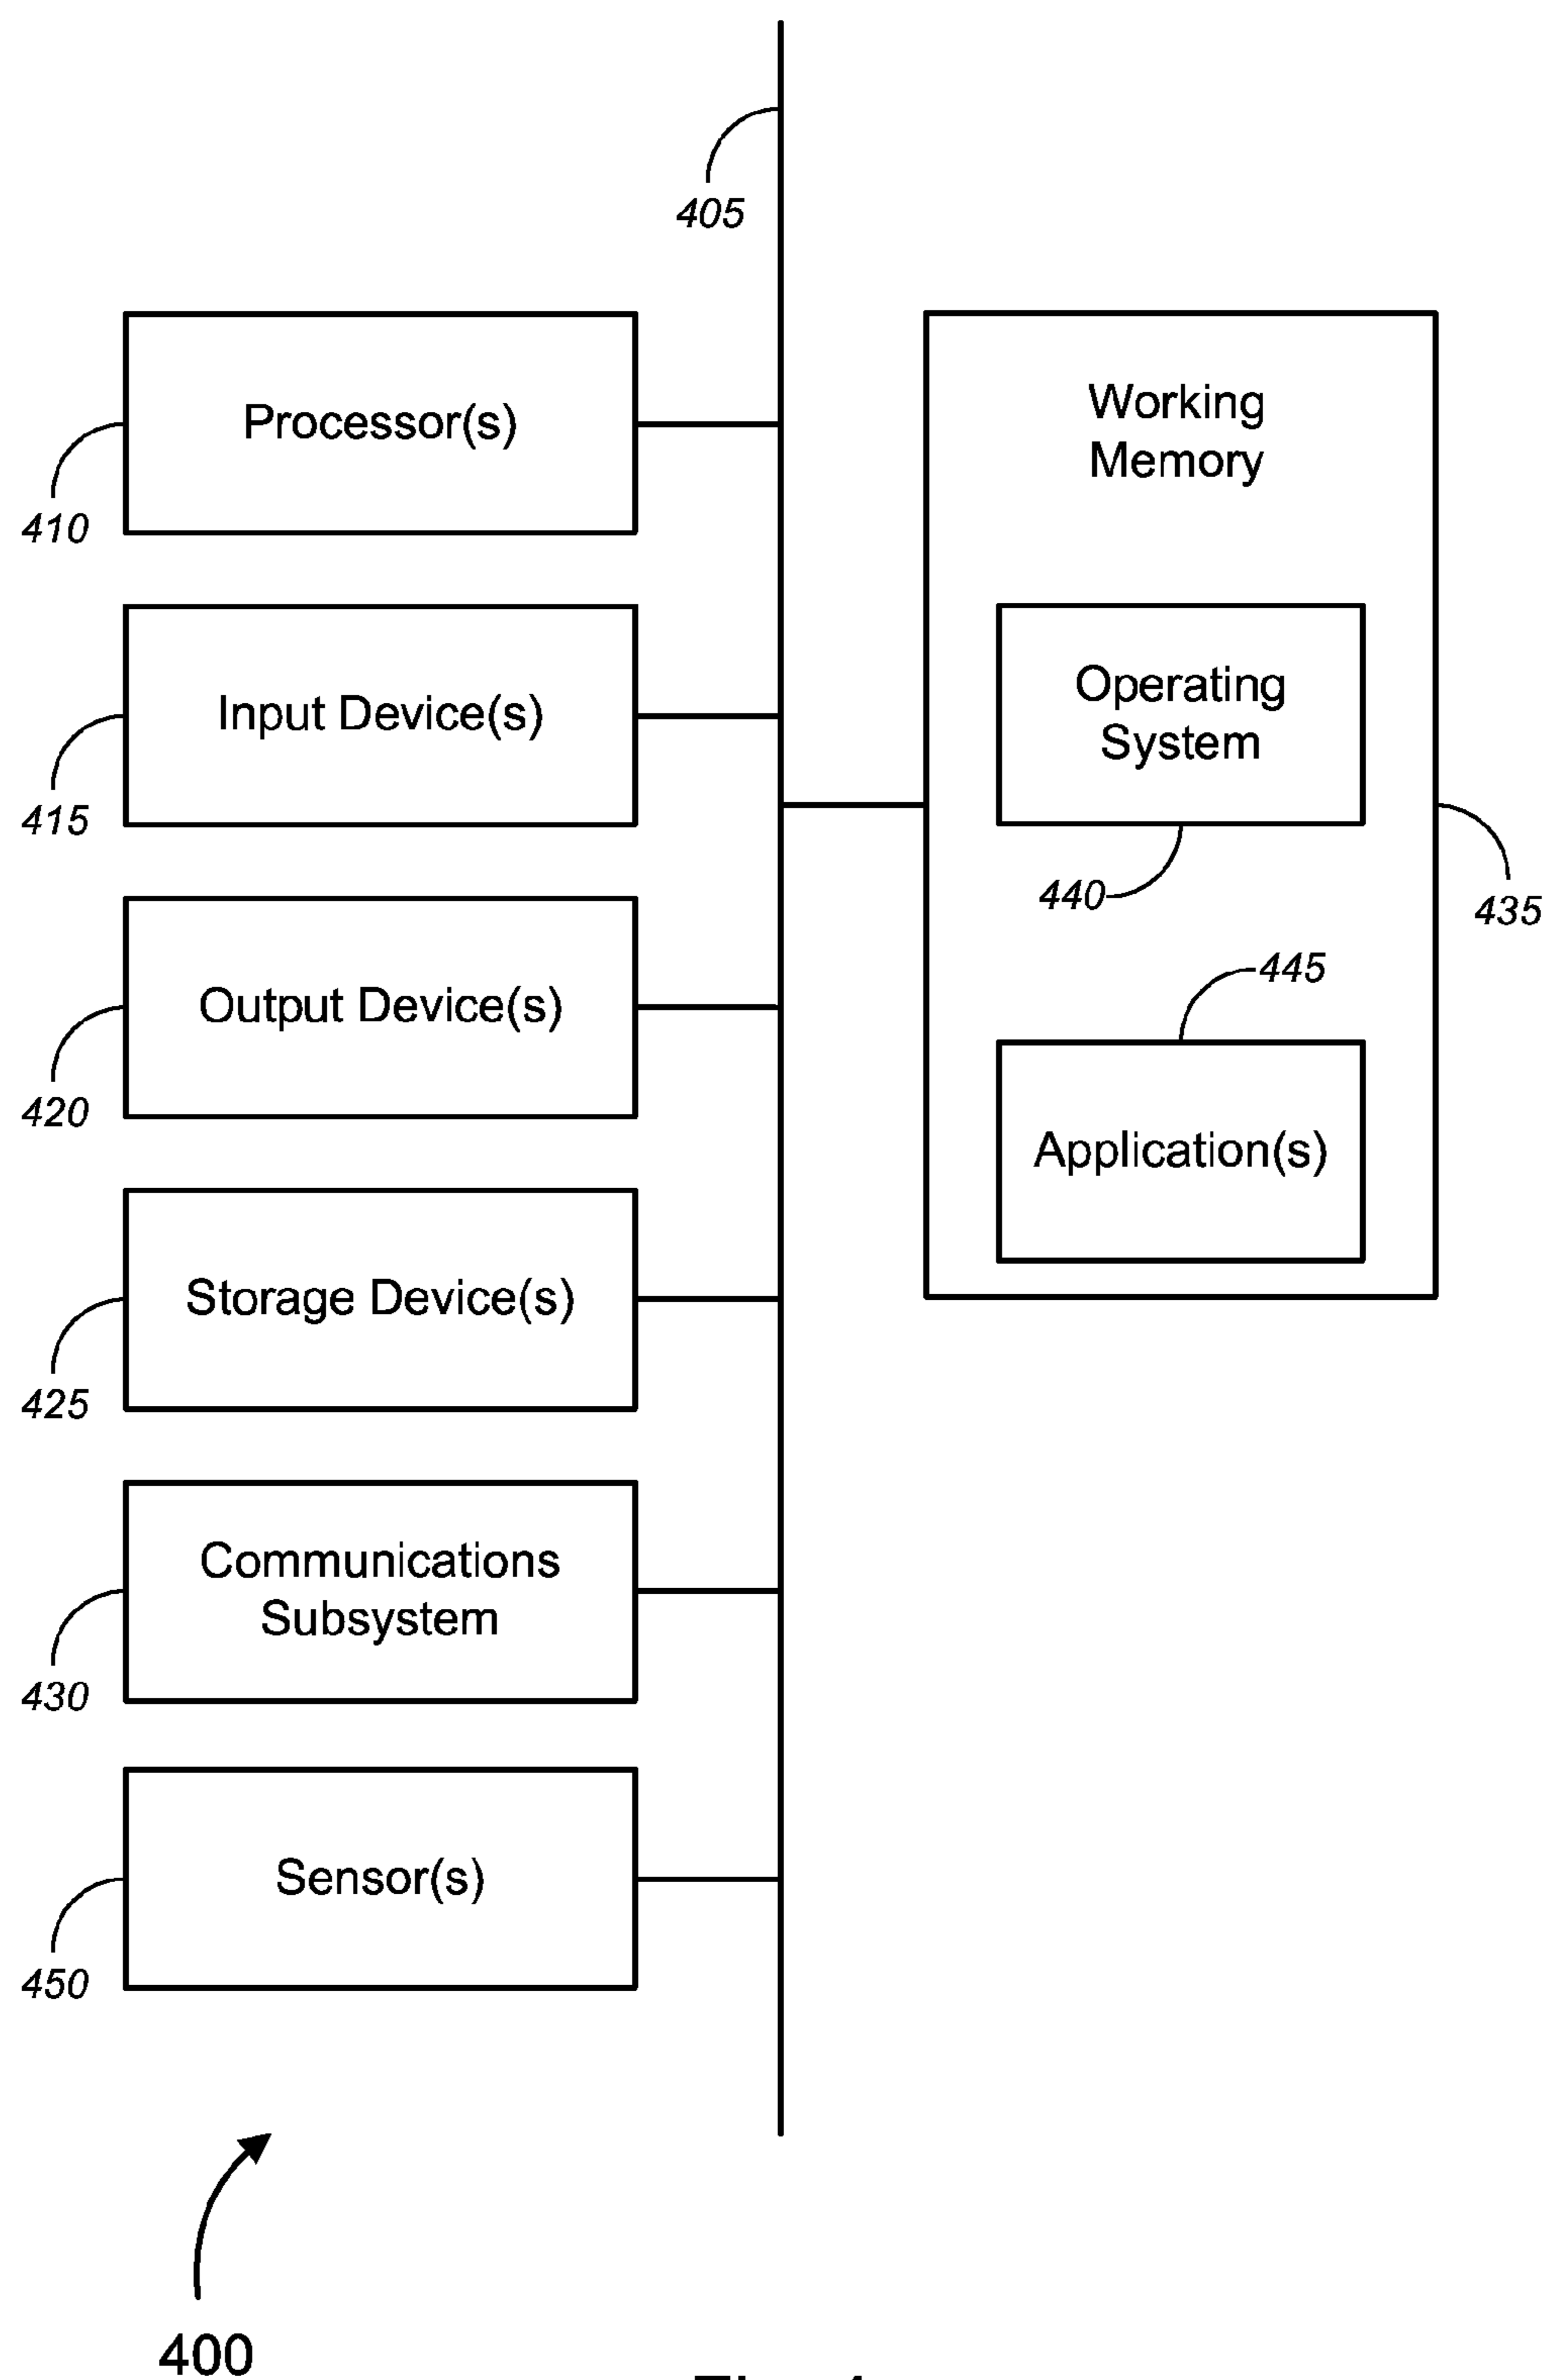 405
Processor(s)
410
Input Device(s)
415
Output Device(s)
420
Storage Device(s)
425
Communications
Subsystem
430
Sensor(s)
450
Working
Memory
Operating
System
440
435
445
Application(s)
400